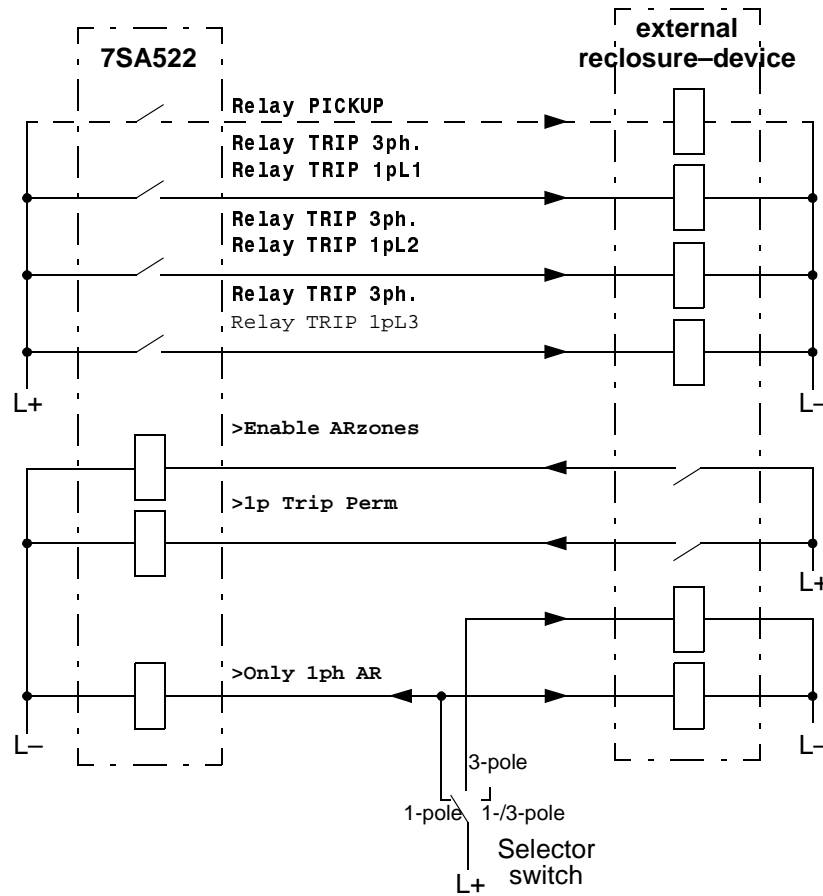 7SA522
external
reclosure–device
Relay PICKUP
Relay TRIP 3ph.
Relay TRIP 1pL1
Relay TRIP 3ph.
Relay TRIP 1pL2
Relay TRIP 3ph.
Relay TRIP 1pL3
L+
L–
>Enable ARzones
>1p Trip Perm
L+
>Only 1ph AR
L–
L–
3-pole
1-pole
1-/3-pole
Selector
switch
L+